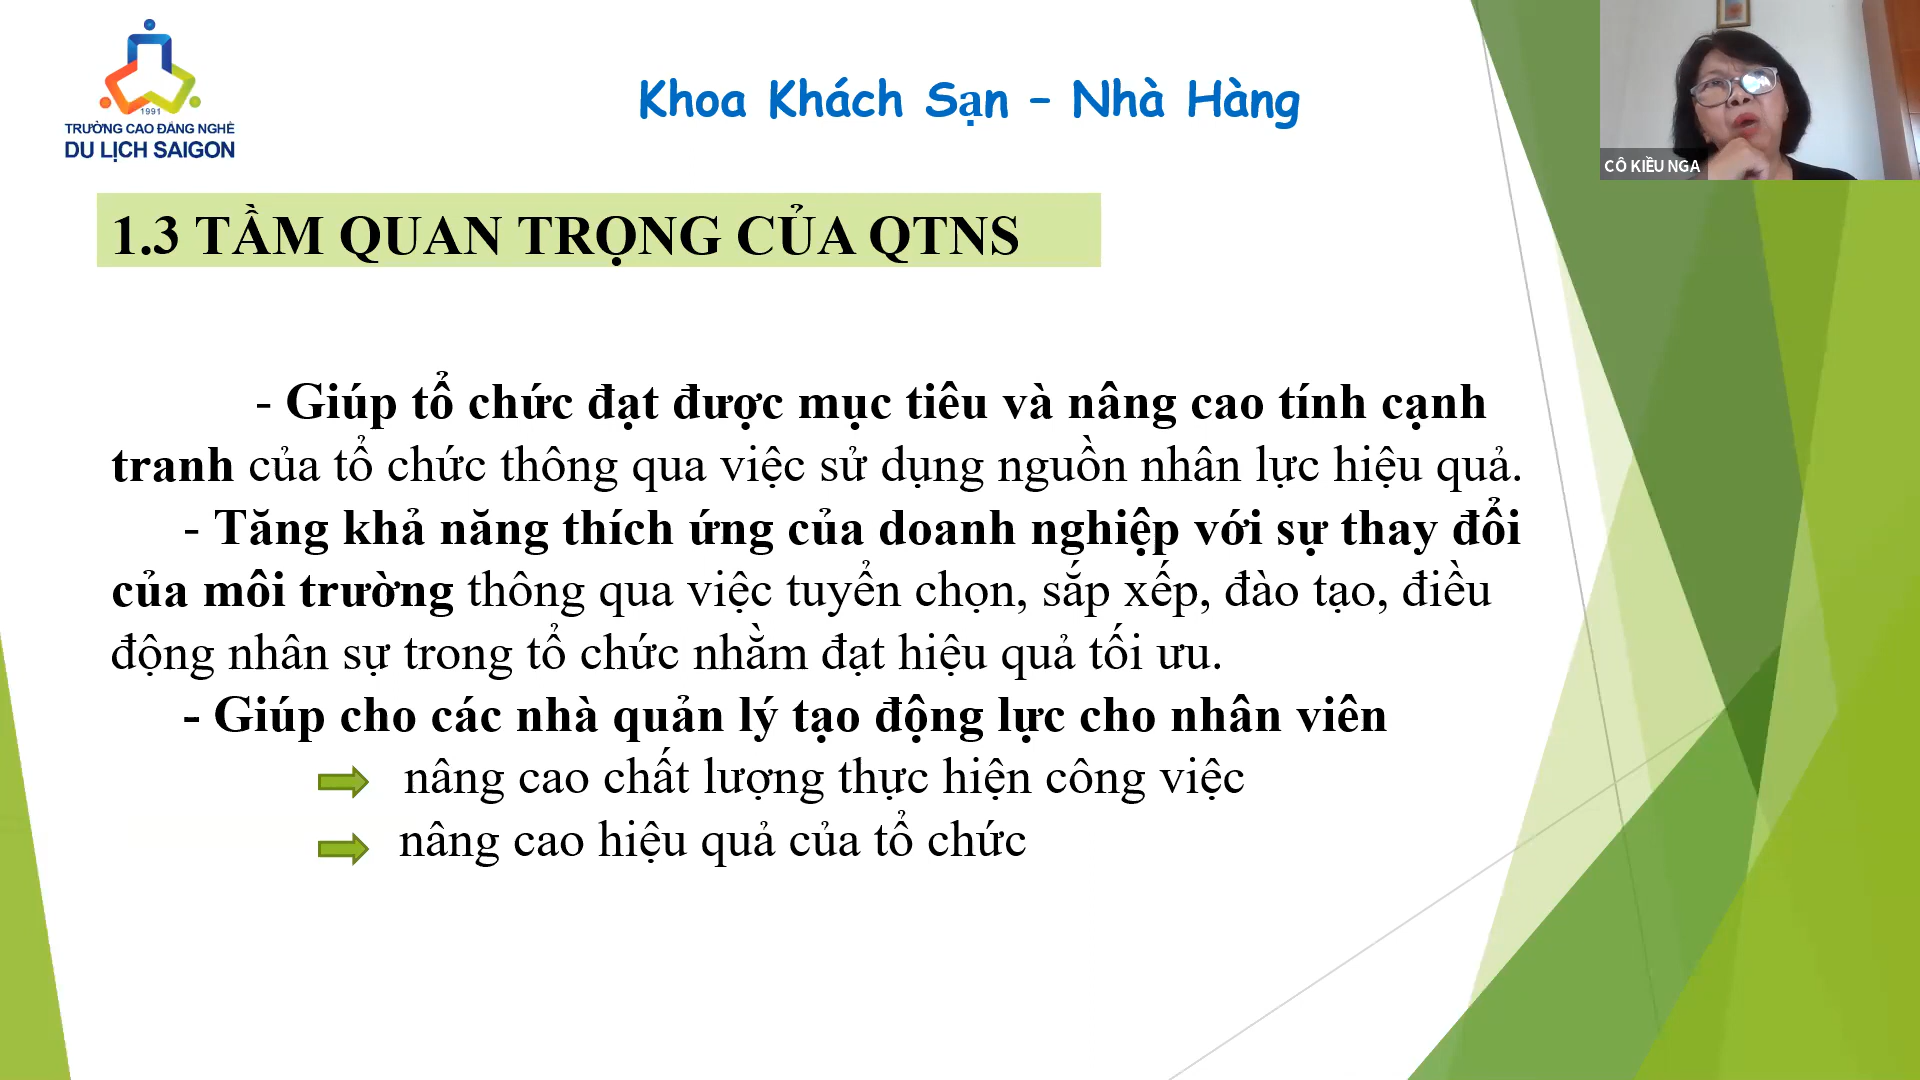 1991
TRƯỜNG CAO ĐẲNG NGHỀ
DU LỊCH SAIGON
Khoa Khách Sạn – Nhà Hàng
CÔ KIỀU NGA
1.3 TẦM QUAN TRỌNG CỦA QTNS
- Giúp tổ chức đạt được mục tiêu và nâng cao tính cạnh
tranh của tổ chức thông qua việc sử dụng nguồn nhân lực hiệu quả.
- Tăng khả năng thích ứng của doanh nghiệp với sự thay đổi
của môi trường thông qua việc tuyển chọn, sắp xếp, đào tạo, điều
động nhân sự trong tổ chức nhằm đạt hiệu quả tối ưu.
- Giúp cho các nhà quản lý tạo động lực cho nhân viên
nâng cao chất lượng thực hiện công việc
nâng cao hiệu quả của tổ chức